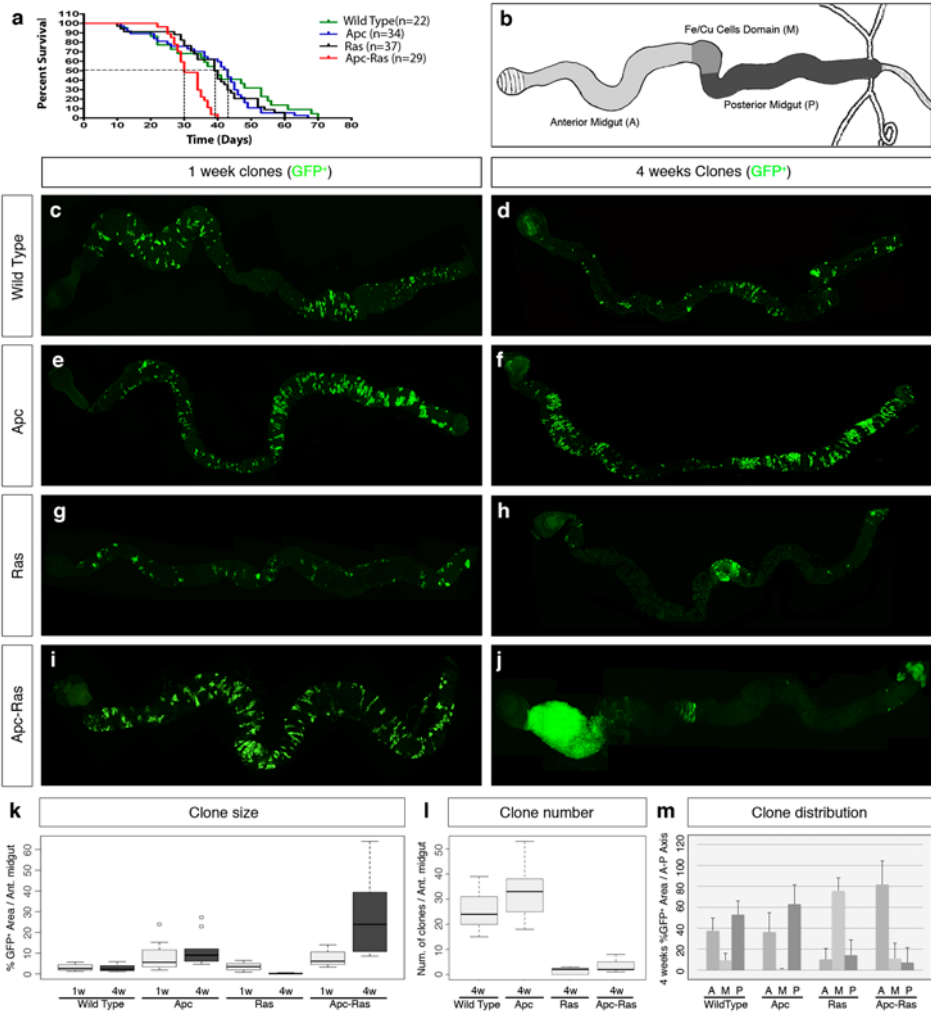 a
Percent Survival
110
100
90
80
70
60
50
40
30
20
10
0
0 10 20 30 40 50 60 70 80
Time (Days)
Wild Type(n=22)
Apc (n=34)
Ras (n=37)
Apc-Ras (n=29)
b
Fe/Cu Cells Domain (M)
Anterior Midgut (A)
Posterior Midgut (P)
1 week clones (GFP⁺)
4 weeks Clones (GFP⁺)
Wild Type
c
d
Apc
e
f
Ras
g
h
Apc-Ras
i
j
k
Clone size
% GFP⁺ Area / Ant. midgut
60
50
40
30
20
10
0
1w 4w 1w 4w 1w 4w 1w 4w
Wild Type Apc Ras Apc-Ras
l
Clone number
Num. of clones / Ant. midgut
50
40
30
20
10
0
4w 4w 4w 4w
Wild Type Apc Ras Apc-Ras
m
Clone distribution
4 weeks %GFP⁺ Area / A-P Axis
120
80
60
40
20
0
A M P A M P A M P A M P
WildType Apc Ras Apc-Ras